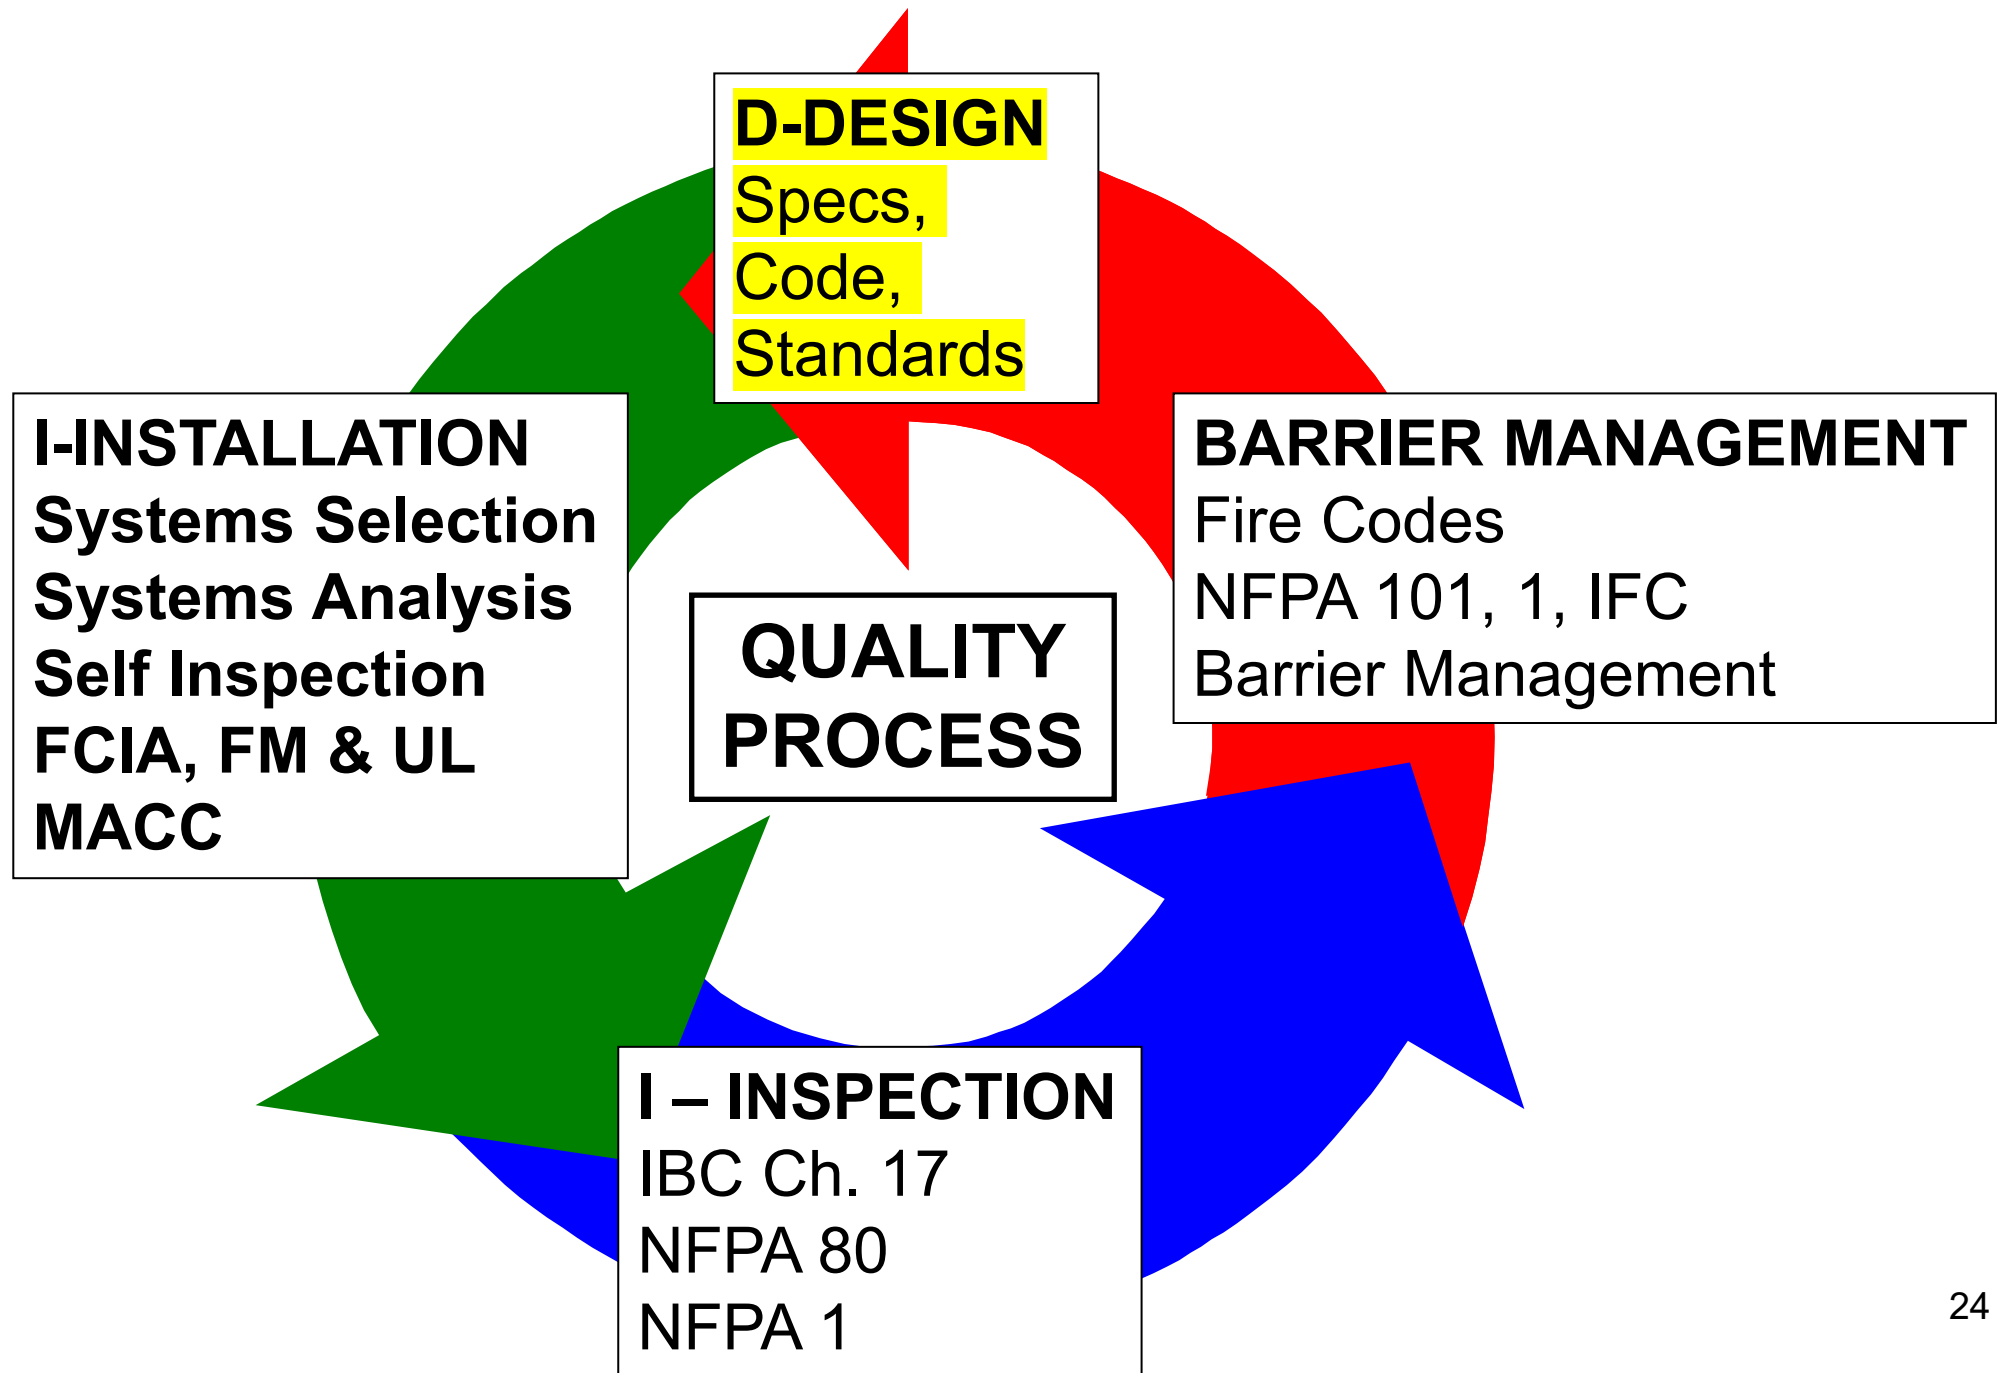 D-DESIGN
Specs,
Code,
Standards
I-INSTALLATION
Systems Selection
Systems Analysis
Self Inspection
FCIA, FM & UL
MACC
BARRIER MANAGEMENT
Fire Codes
NFPA 101, 1, IFC
Barrier Management
QUALITY
PROCESS
I – INSPECTION
IBC Ch. 17
NFPA 80
NFPA 1
24